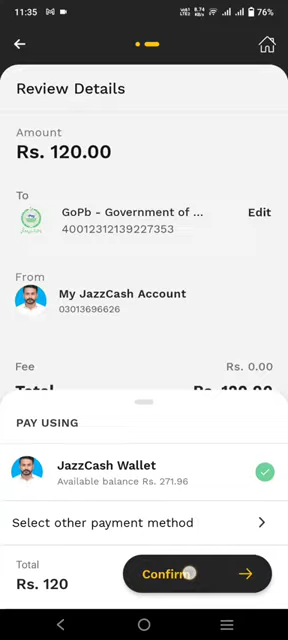 11:35
76%
Review Details
Amount
Rs. 120.00
To
GoPb - Government of ...
Edit
40012312139227353
From
My JazzCash Account
03013696626
Fee
Rs. 0.00
Total
Rs. 120.00
PAY USING
JazzCash Wallet
Available balance Rs. 271.96
Select other payment method
Total
Rs. 120
Confirm